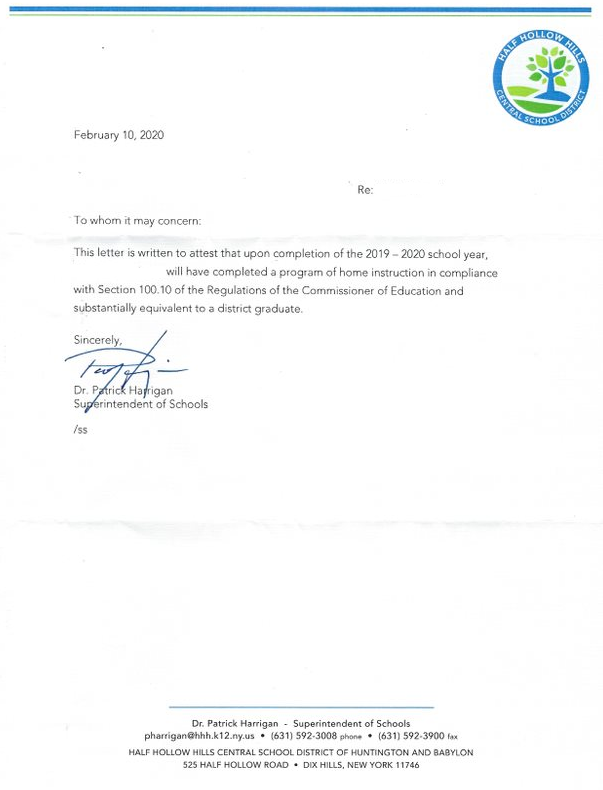 HALF HOLLOW HILLS
CENTRAL SCHOOL DISTRICT
February 10, 2020
Re:
To whom it may concern:
This letter is written to attest that upon completion of the 2019 – 2020 school year,
will have completed a program of home instruction in compliance
with Section 100.10 of the Regulations of the Commissioner of Education and
substantially equivalent to a district graduate.
Sincerely,
Dr. Patrick Harrigan
Superintendent of Schools
/ss
Dr. Patrick Harrigan - Superintendent of Schools
pharrigan@hhh.k12.ny.us • (631) 592-3008 phone • (631) 592-3900 fax
HALF HOLLOW HILLS CENTRAL SCHOOL DISTRICT OF HUNTINGTON AND BABYLON
525 HALF HOLLOW ROAD • DIX HILLS, NEW YORK 11746